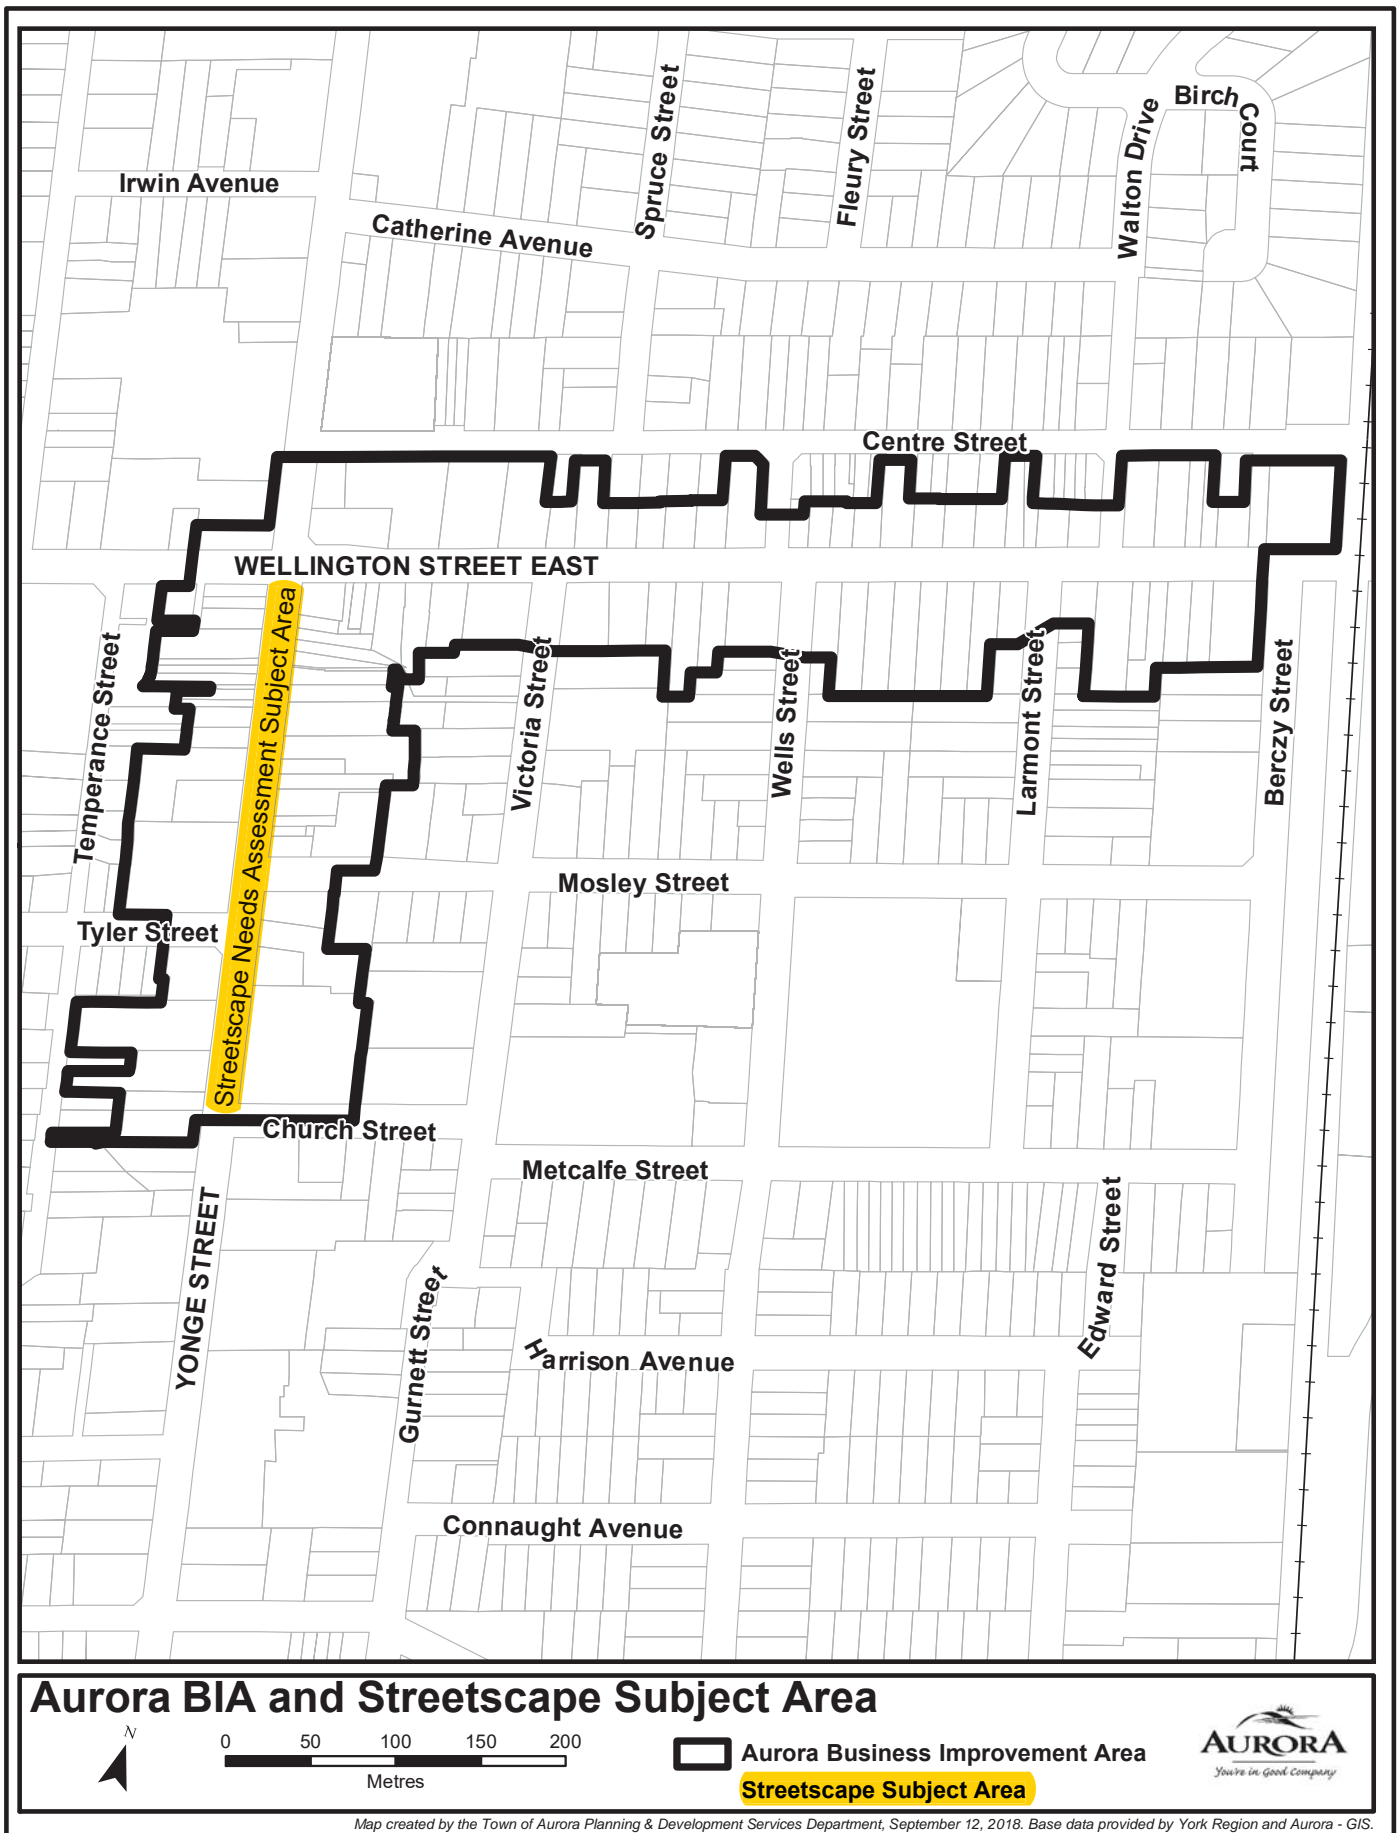 Birch Court
Spruce Street
Fleury Street
Walton Drive
Irwin Avenue
Catherine Avenue
Centre Street
WELLINGTON STREET EAST
Streetscape Needs Assessment Subject Area
Temperance Street
Victoria Street
Wells Street
Larmont Street
Berczy Street
Mosley Street
Tyler Street
Church Street
Metcalfe Street
YONGE STREET
Gurnett Street
Edward Street
Harrison Avenue
Connaught Avenue
Aurora BIA and Streetscape Subject Area
N
0 50 100 150 200
Metres
Aurora Business Improvement Area
Streetscape Subject Area
AURORA
You're in Good Company
Map created by the Town of Aurora Planning & Development Services Department, September 12, 2018. Base data provided by York Region and Aurora - GIS.